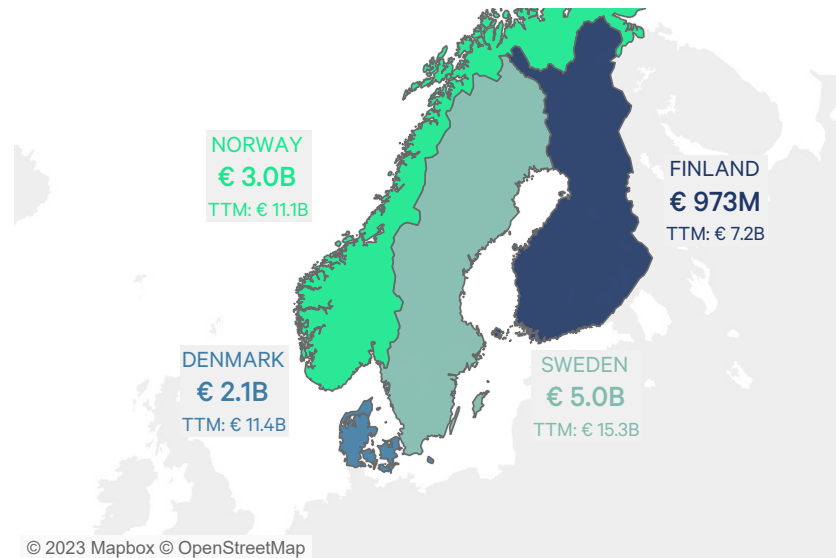 NORWAY
€ 3.0B
TTM: € 11.1B
FINLAND
€ 973M
TTM: € 7.2B
DENMARK
€ 2.1B
TTM: € 11.4B
SWEDEN
€ 5.0B
TTM: € 15.3B
© 2023 Mapbox © OpenStreetMap